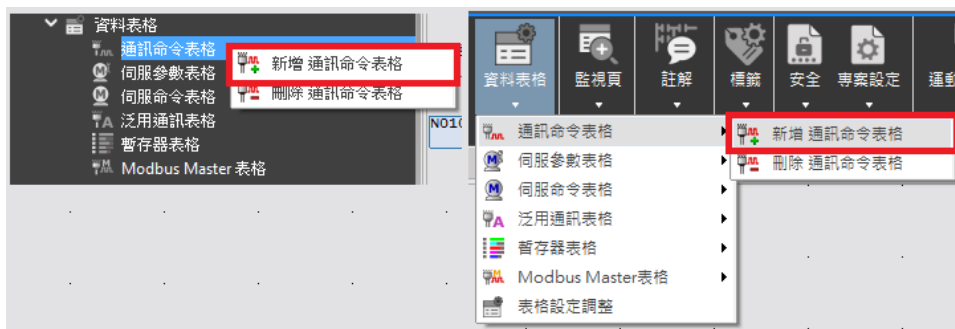 資料表格
通訊命令表格
伺服參數表格
伺服命令表格
泛用通訊表格
暫存器表格
Modbus Master 表格
新增 通訊命令表格
刪除 通訊命令表格
資料表格
監視頁
註解
標籤
安全
專案設定
通訊命令表格
伺服參數表格
伺服命令表格
泛用通訊表格
暫存器表格
Modbus Master表格
表格設定調整
新增 通訊命令表格
刪除 通訊命令表格